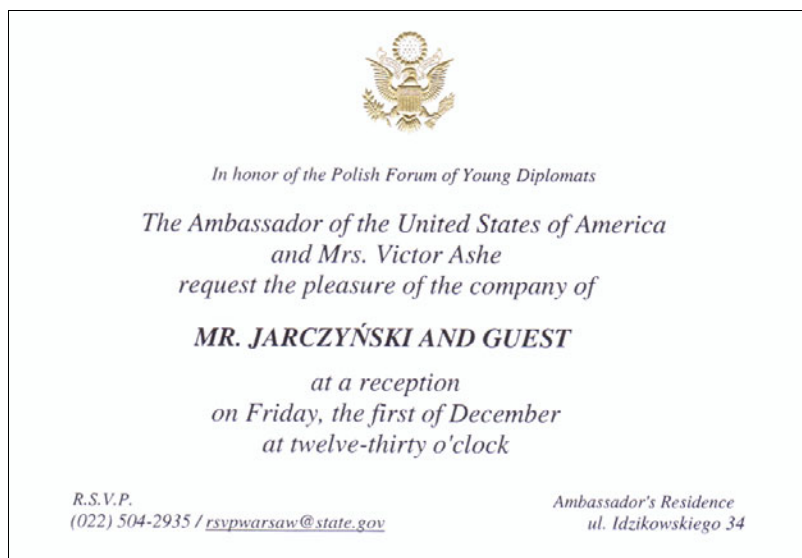 In honor of the Polish Forum of Young Diplomats
The Ambassador of the United States of America
and Mrs. Victor Ashe
request the pleasure of the company of
MR. JARCZYŃSKI AND GUEST
at a reception
on Friday, the first of December
at twelve-thirty o'clock
R.S.V.P.
(022) 504-2935 / rsvpwarsaw@state.gov
Ambassador's Residence
ul. Idzikowskiego 34